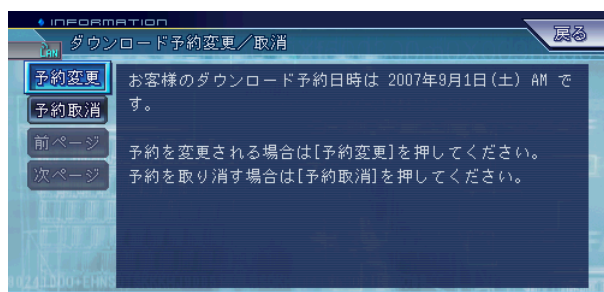 INFORMATION
戻る
LAN
ダウンロード予約変更／取消
予約変更
予約取消
前ページ
次ページ
お客様のダウンロード予約日時は 2007年9月1日(土) AM で
す。
予約を変更される場合は[予約変更]を押してください。
予約を取り消す場合は[予約取消]を押してください。